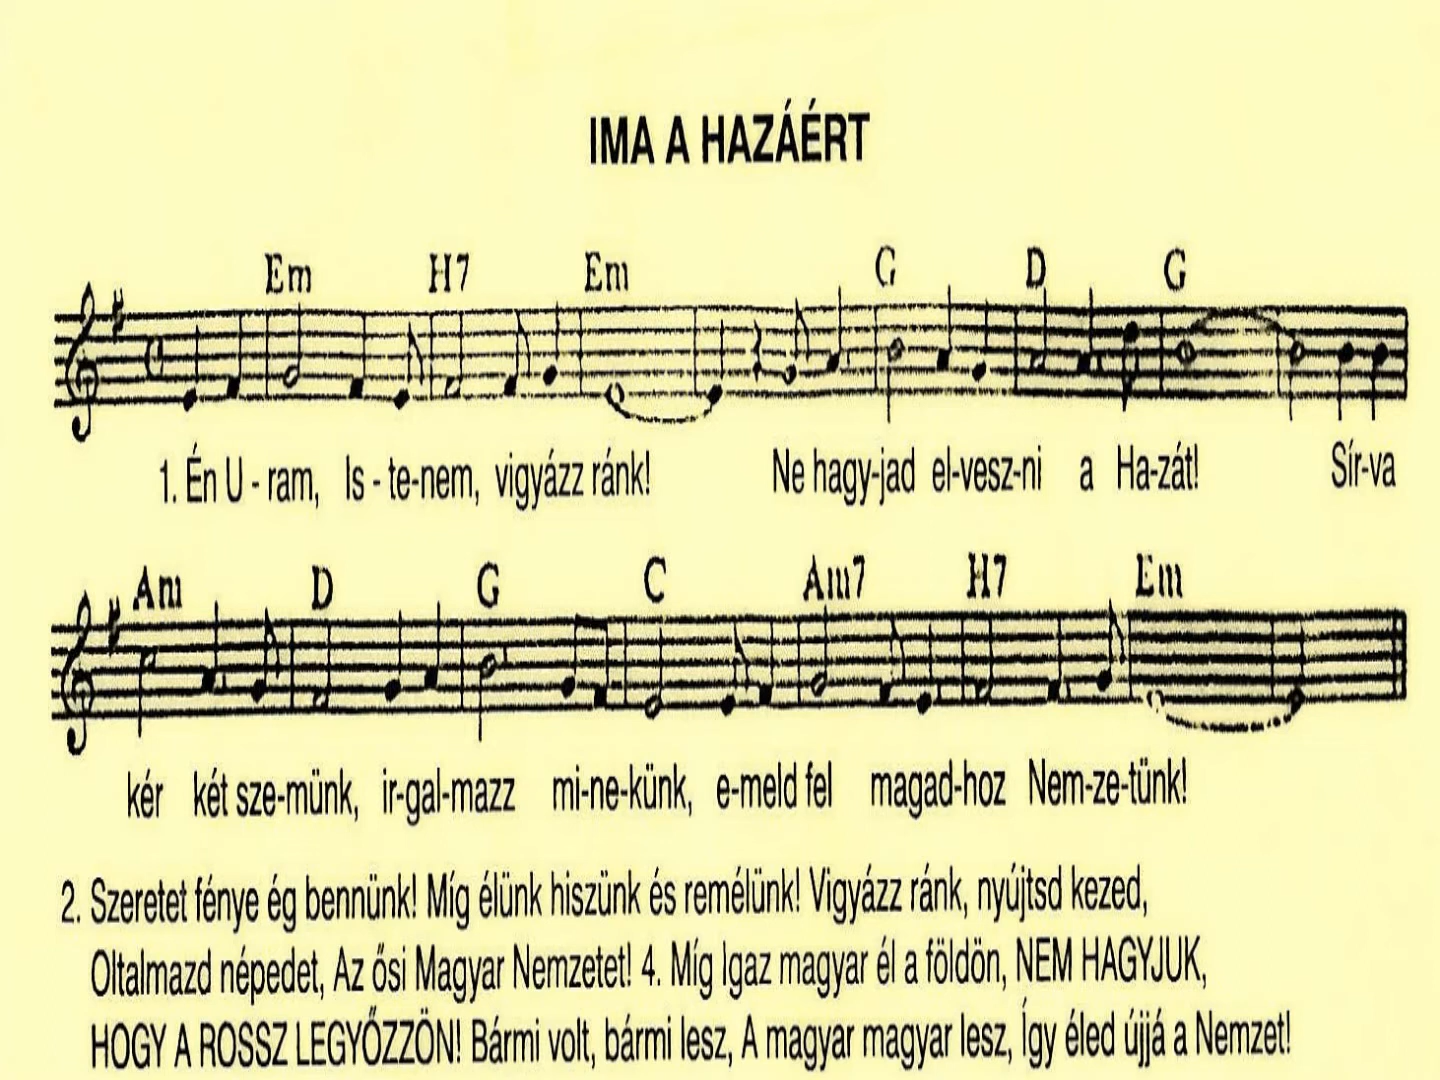 IMA A HAZÁÉRT
Em H7 Em G D G
1. Én U - ram, Is - te-nem, vigyázz ránk! Ne hagy-jad el-vesz-ni a Ha-zát! Sír-va
Am D G C Am7 H7 Em
kér két sze-münk, ir-gal-mazz mi-ne-künk, e-meld fel magad-hoz Nem-ze-tünk!
2. Szeretet fénye ég bennünk! Míg élünk hiszünk és remélünk! Vigyázz ránk, nyújtsd kezed,
Oltalmazd népedet, Az ősi Magyar Nemzetet! 4. Míg Igaz magyar él a földön, NEM HAGYJUK,
HOGY A ROSSZ LEGYŐZZÖN! Bármi volt, bármi lesz, A magyar magyar lesz, Így éled újjá a Nemzet!